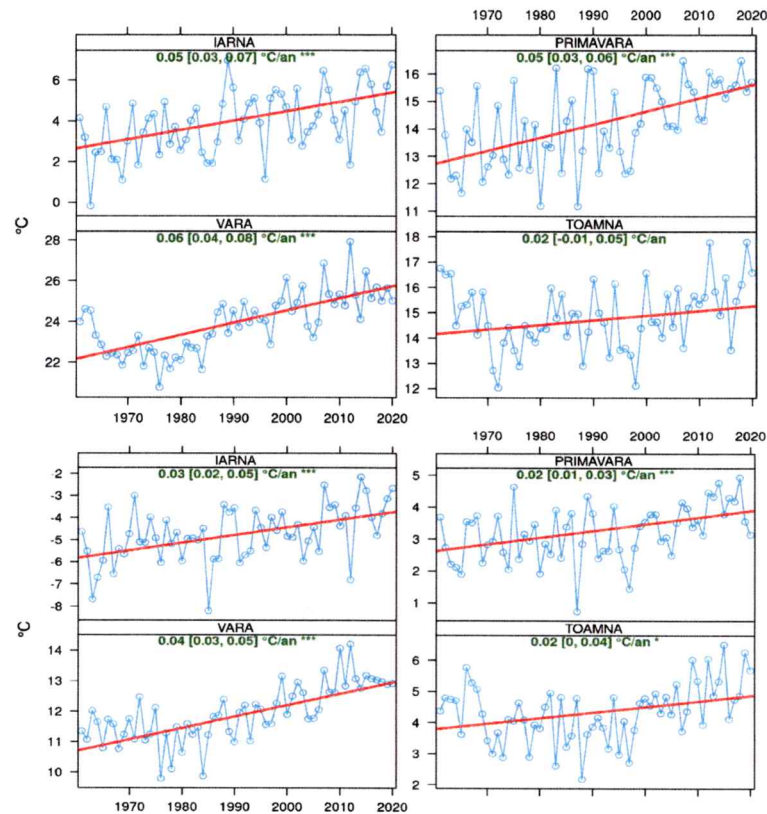 1970 1980 1990 2000 2010 2020
IARNA
0.05 [0.03, 0.07] °C/an ***
PRIMAVARA
0.05 [0.03, 0.06] °C/an ***
6
4
2
0
16
15
14
13
12
11
°C
VARA
0.06 [0.04, 0.08] °C/an ***
TOAMNA
0.02 [-0.01, 0.05] °C/an
28
26
24
22
18
17
16
15
14
13
12
1970 1980 1990 2000 2010 2020
1970 1980 1990 2000 2010 2020
IARNA
0.03 [0.02, 0.05] °C/an ***
PRIMAVARA
0.02 [0.01, 0.03] °C/an ***
-2
-3
-4
-5
-6
-7
-8
5
4
3
2
1
°C
VARA
0.04 [0.03, 0.05] °C/an ***
TOAMNA
0.02 [0, 0.04] °C/an *
14
13
12
11
10
6
5
4
3
2
1970 1980 1990 2000 2010 2020